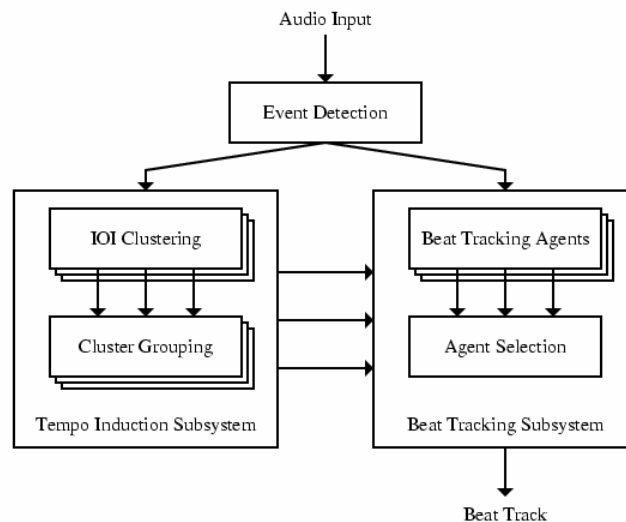 Audio Input
Event Detection
IOI Clustering
Cluster Grouping
Tempo Induction Subsystem
Beat Tracking Agents
Agent Selection
Beat Tracking Subsystem
Beat Track